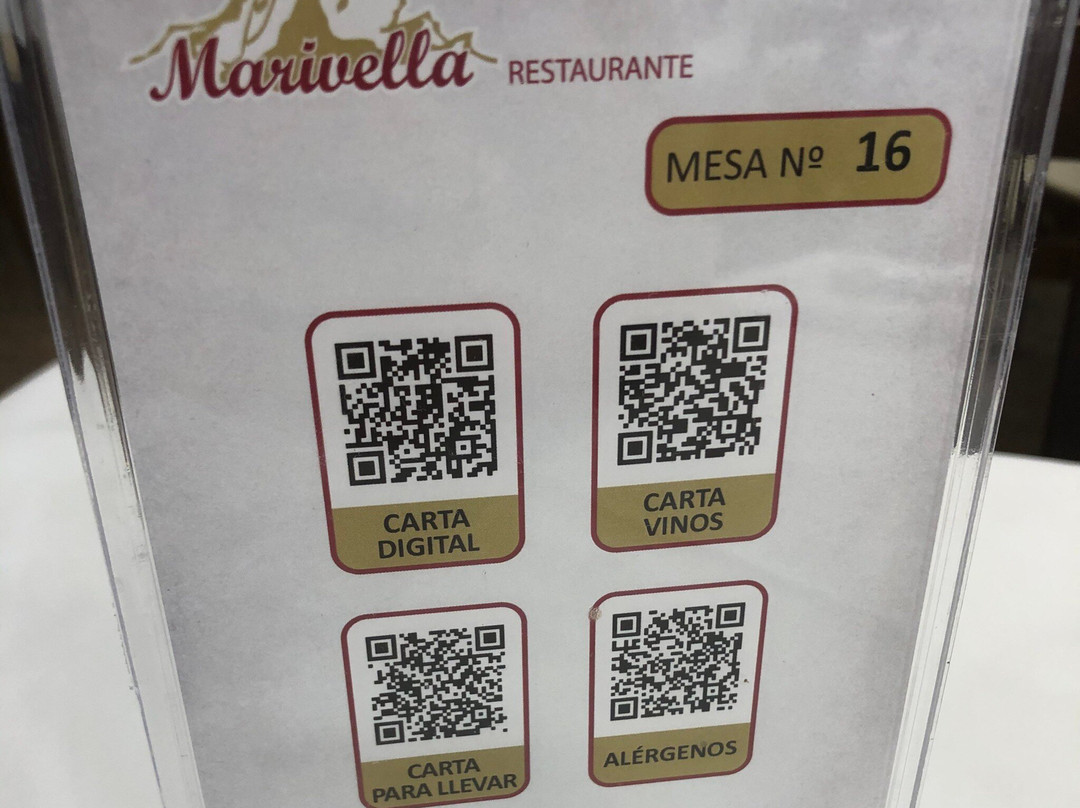 Marivella RESTAURANTE
MESA Nº 16
CARTA
DIGITAL
CARTA
VINOS
CARTA
PARA LLEVAR
ALÉRGENOS